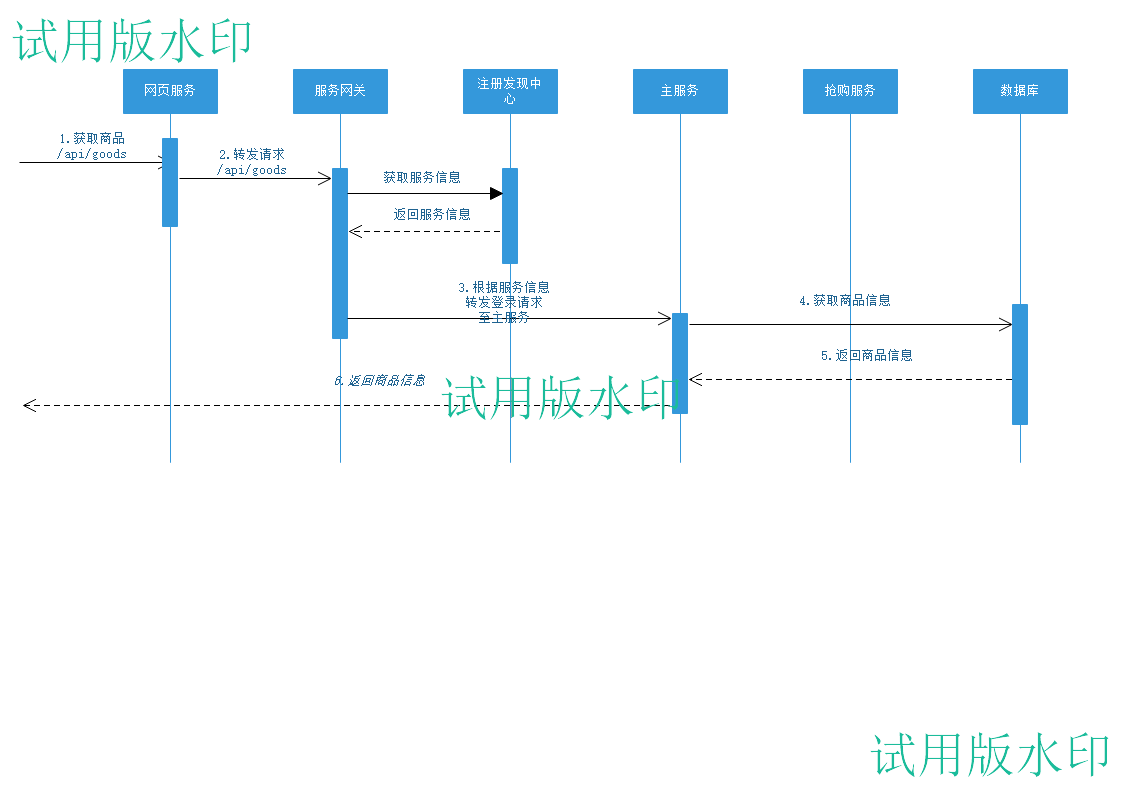 试用版水印
网页服务
服务网关
注册发现中
心
主服务
抢购服务
数据库
1.获取商品
/api/goods
2.转发请求
/api/goods
获取服务信息
返回服务信息
3.根据服务信息
转发登录请求
至主服务
4.获取商品信息
5.返回商品信息
6.返回商品信息
试用版水印
试用版水印